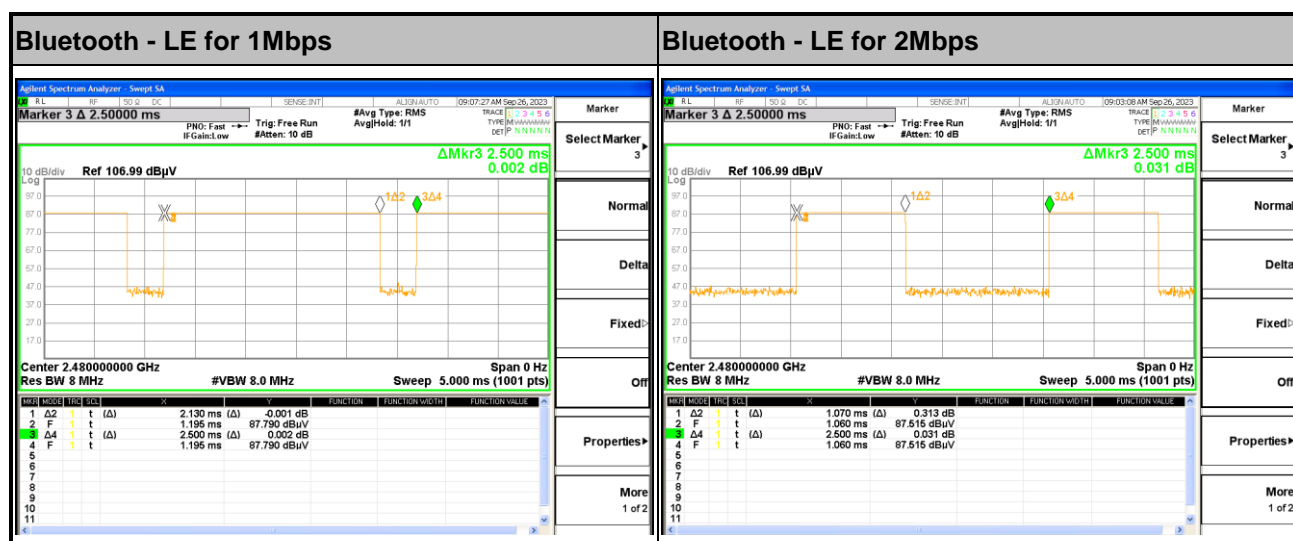 Bluetooth - LE for 1Mbps
Bluetooth - LE for 2Mbps
Agilent Spectrum Analyzer - Swept SA
RL RF 50 Ω DC SENSE:INT ALIGNAUTO 09:07:27 AM Sep 26, 2023
Marker 3 Δ 2.50000 ms
PNO: Fast
IFGain:Low
Trig: Free Run
#Atten: 10 dB
#Avg Type: RMS
Avg|Hold: 1/1
TRACE 1 2 3 4 5 6
TYPE M
DET P N N N N N
ΔMkr3 2.500 ms
0.002 dB
10 dB/div Ref 106.99 dBµV
Log
97.0
87.0
77.0
67.0
57.0
47.0
37.0
27.0
17.0
2
1Δ2
3Δ4
Center 2.480000000 GHz Span 0 Hz
Res BW 8 MHz #VBW 8.0 MHz Sweep 5.000 ms (1001 pts)
MKR MODE TRC SCL X Y FUNCTION FUNCTION WIDTH FUNCTION VALUE
1 Δ2 1 t (Δ) 2.130 ms (Δ) -0.001 dB
2 F 1 t 1.195 ms 87.790 dBµV
3 Δ4 1 t (Δ) 2.500 ms (Δ) 0.002 dB
4 F 1 t 1.195 ms 87.790 dBµV
5
6
7
8
9
10
11
Marker
Select Marker
3
Normal
Delta
Fixed
Off
Properties
More
1 of 2
Agilent Spectrum Analyzer - Swept SA
RL RF 50 Ω DC SENSE:INT ALIGNAUTO 09:03:08 AM Sep 26, 2023
Marker 3 Δ 2.50000 ms
PNO: Fast
IFGain:Low
Trig: Free Run
#Atten: 10 dB
#Avg Type: RMS
Avg|Hold: 1/1
TRACE 1 2 3 4 5 6
TYPE M
DET P N N N N N
ΔMkr3 2.500 ms
0.031 dB
10 dB/div Ref 106.99 dBµV
Log
97.0
87.0
77.0
67.0
57.0
47.0
37.0
27.0
17.0
1Δ2
3Δ4
Center 2.480000000 GHz Span 0 Hz
Res BW 8 MHz #VBW 8.0 MHz Sweep 5.000 ms (1001 pts)
MKR MODE TRC SCL X Y FUNCTION FUNCTION WIDTH FUNCTION VALUE
1 Δ2 1 t (Δ) 1.070 ms (Δ) 0.313 dB
2 F 1 t 1.060 ms 87.515 dBµV
3 Δ4 1 t (Δ) 2.500 ms (Δ) 0.031 dB
4 F 1 t 1.060 ms 87.515 dBµV
5
6
7
8
9
10
11
Marker
Select Marker
3
Normal
Delta
Fixed
Off
Properties
More
1 of 2